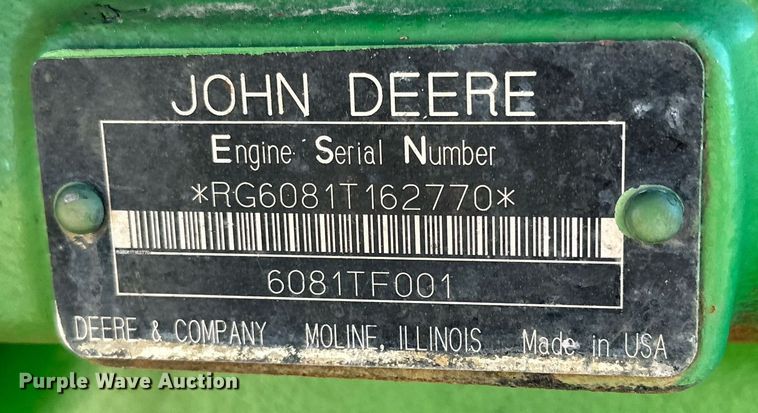 JOHN DEERE
Engine Serial Number
*RG6081T162770*
6081TF001
DEERE & COMPANY MOLINE, ILLINOIS Made in USA
Purple Wave Auction